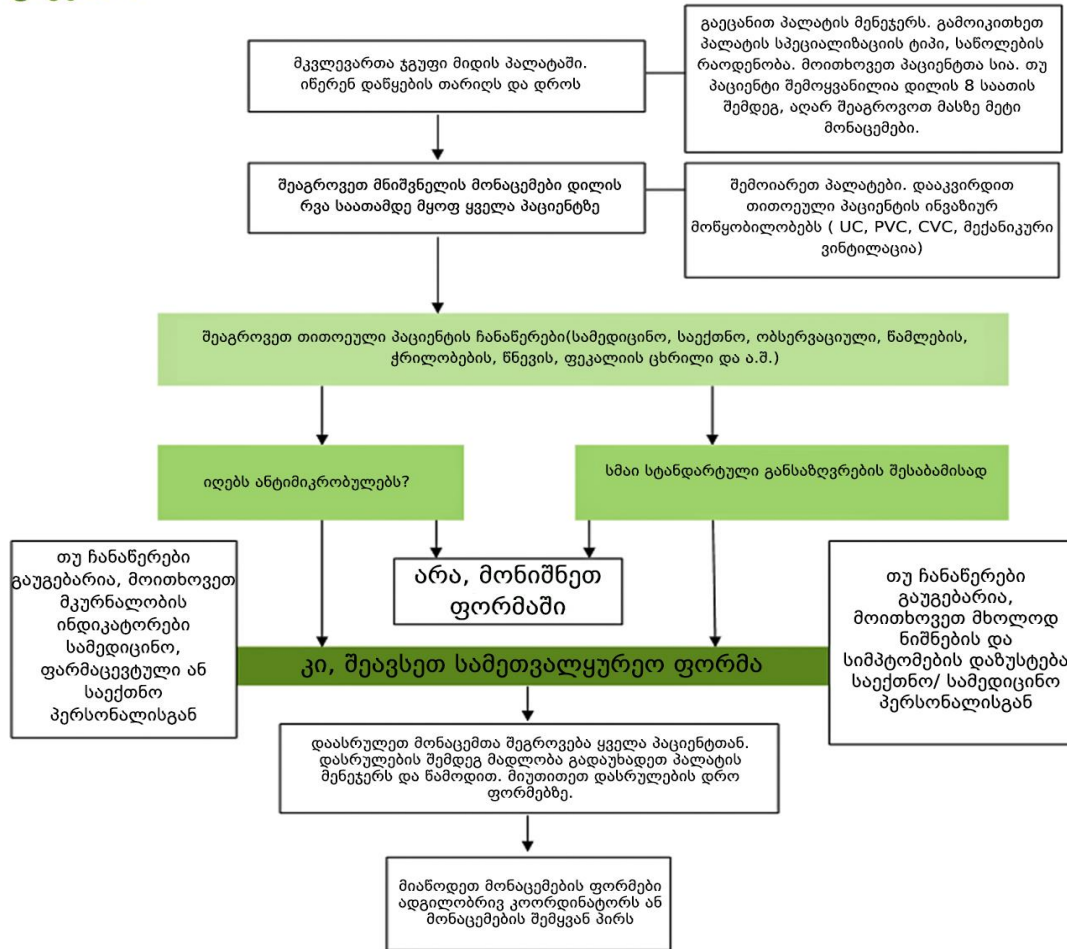 მკვლევართა ჯგუფი მიდის პალატაში.
იწერენ დაწყების თარიღს და დროს
გაეცანით პალატის მენეჯერს. გამოიკითხეთ
პალატის სპეციალიზაციის ტიპი, საწოლების
რაოდენობა. მოითხოვეთ პაციენტთა სია. თუ
პაციენტი შემოყვანილია დილის 8 საათის
შემდეგ, აღარ შეაგროვოთ მასზე მეტი
მონაცემები.
შეაგროვეთ მნიშვნელის მონაცემები დილის
რვა საათამდე მყოფ ყველა პაციენტზე
შემოიარეთ პალატები. დააკვირდით
თითოეული პაციენტის ინვაზიურ
მოწყობილობებს ( UC, PVC, CVC, მექანიკური
ვინტილაცია)
შეაგროვეთ თითოეული პაციენტის ჩანაწერები(სამედიცინო, საექთნო, ობსერვაციული, წამლების,
ჭრილობების, წნევის, ფეკალიის ცხრილი და ა.შ.)
იღებს ანტიმიკრობულებს?
სმაი სტანდარტული განსაზღვრების შესაბამისად
თუ ჩანაწერები
გაუგებარია, მოითხოვეთ
მკურნალობის
ინდიკატორები
სამედიცინო,
ფარმაცევტული ან
საექთნო
პერსონალისგან
არა, მონიშნეთ
ფორმაში
თუ ჩანაწერები
გაუგებარია,
მოითხოვეთ მხოლოდ
ნიშნების და
სიმპტომების დაზუსტება
საექთნო/ სამედიცინო
პერსონალისგან
კი, შეავსეთ სამეთვალყურეო ფორმა
დაასრულეთ მონაცემთა შეგროვება ყველა პაციენტთან.
დასრულების შემდეგ მადლობა გადაუხადეთ პალატის
მენეჯერს და წამოდით. მიუთითეთ დასრულების დრო
ფორმებზე.
მიაწოდეთ მონაცემების ფორმები
ადგილობრივ კოორდინატორს ან
მონაცემების შემყვან პირს